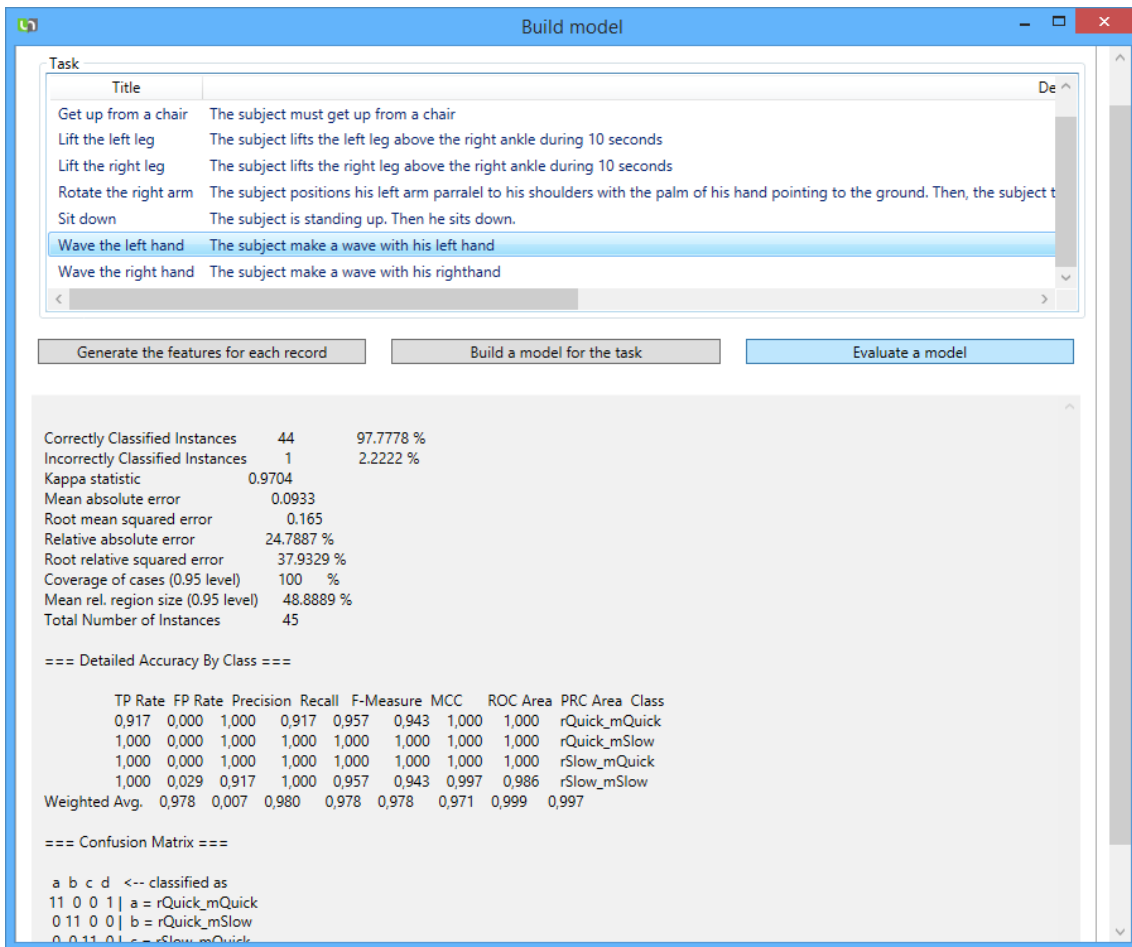 Build model
Task
Title De
Get up from a chair The subject must get up from a chair
Lift the left leg The subject lifts the left leg above the right ankle during 10 seconds
Lift the right leg The subject lifts the right leg above the right ankle during 10 seconds
Rotate the right arm The subject positions his left arm parralel to his shoulders with the palm of his hand pointing to the ground. Then, the subject t
Sit down The subject is standing up. Then he sits down.
Wave the left hand The subject make a wave with his left hand
Wave the right hand The subject make a wave with his righthand
Generate the features for each record Build a model for the task Evaluate a model
Correctly Classified Instances 44 97.7778 %
Incorrectly Classified Instances 1 2.2222 %
Kappa statistic 0.9704
Mean absolute error 0.0933
Root mean squared error 0.165
Relative absolute error 24.7887 %
Root relative squared error 37.9329 %
Coverage of cases (0.95 level) 100 %
Mean rel. region size (0.95 level) 48.8889 %
Total Number of Instances 45
=== Detailed Accuracy By Class ===
TP Rate FP Rate Precision Recall F-Measure MCC ROC Area PRC Area Class
0,917 0,000 1,000 0,917 0,957 0,943 1,000 1,000 rQuick_mQuick
1,000 0,000 1,000 1,000 1,000 1,000 1,000 1,000 rQuick_mSlow
1,000 0,000 1,000 1,000 1,000 1,000 1,000 1,000 rSlow_mQuick
1,000 0,029 0,917 1,000 0,957 0,943 0,997 0,986 rSlow_mSlow
Weighted Avg. 0,978 0,007 0,980 0,978 0,978 0,971 0,999 0,997
=== Confusion Matrix ===
a b c d <-- classified as
11 0 0 1 | a = rQuick_mQuick
0 11 0 0 | b = rQuick_mSlow
0 0 11 0 | c = rSlow_mQuick